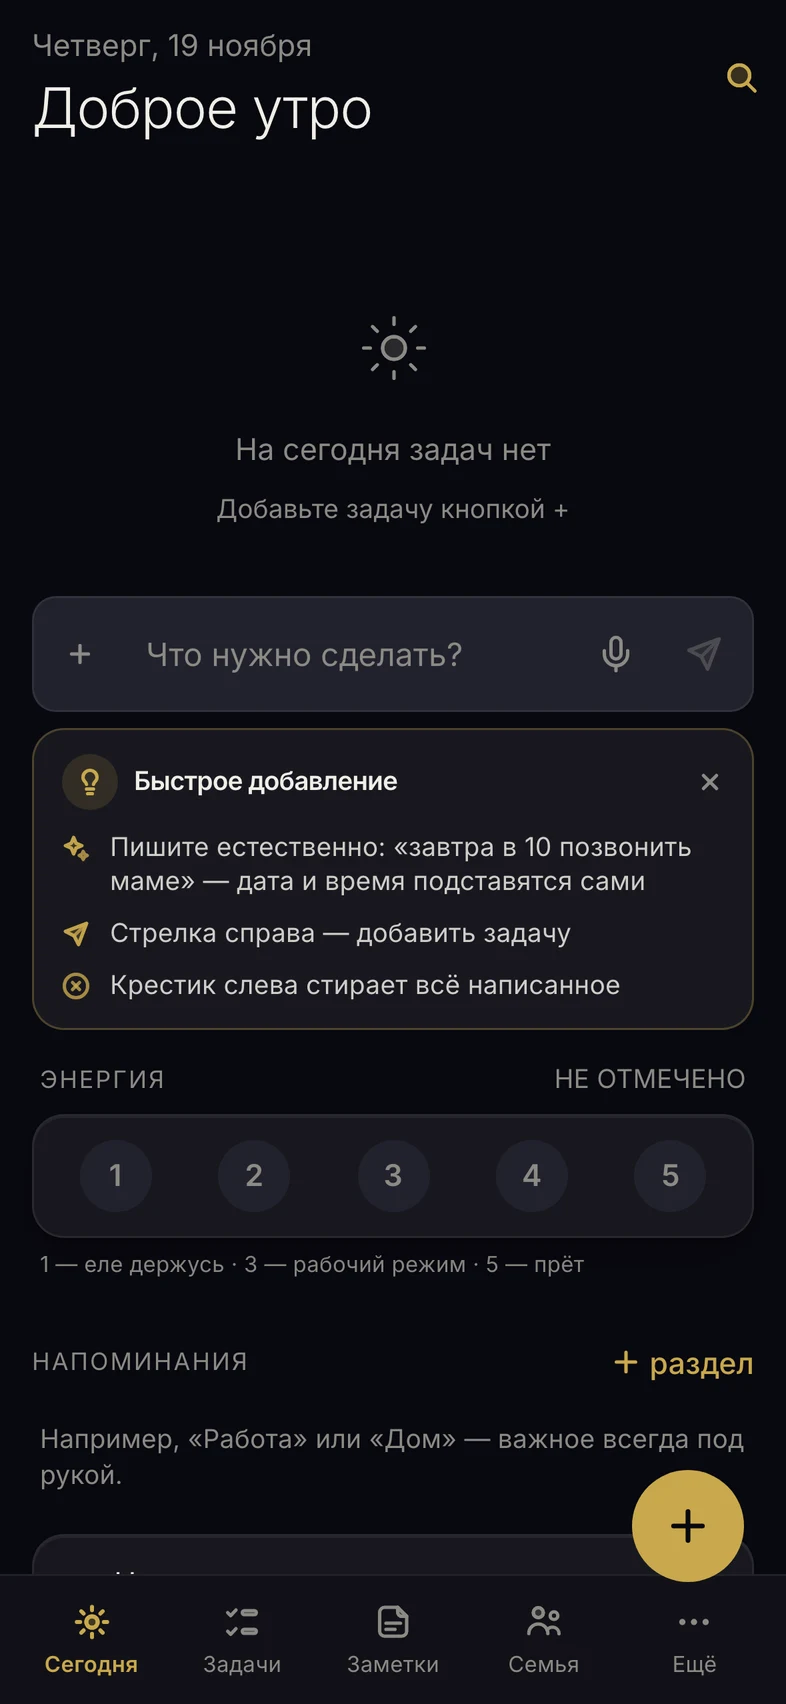 Четверг, 19 ноября
Доброе утро
На сегодня задач нет
Добавьте задачу кнопкой +
+ Что нужно сделать?
Быстрое добавление
Пишите естественно: «завтра в 10 позвонить
маме» — дата и время подставятся сами
Стрелка справа — добавить задачу
Крестик слева стирает всё написанное
ЭНЕРГИЯ НЕ ОТМЕЧЕНО
1 2 3 4 5
1 — еле держусь · 3 — рабочий режим · 5 — прёт
НАПОМИНАНИЯ + раздел
Например, «Работа» или «Дом» — важное всегда под
рукой.
+
Сегодня Задачи Заметки Семья Ещё